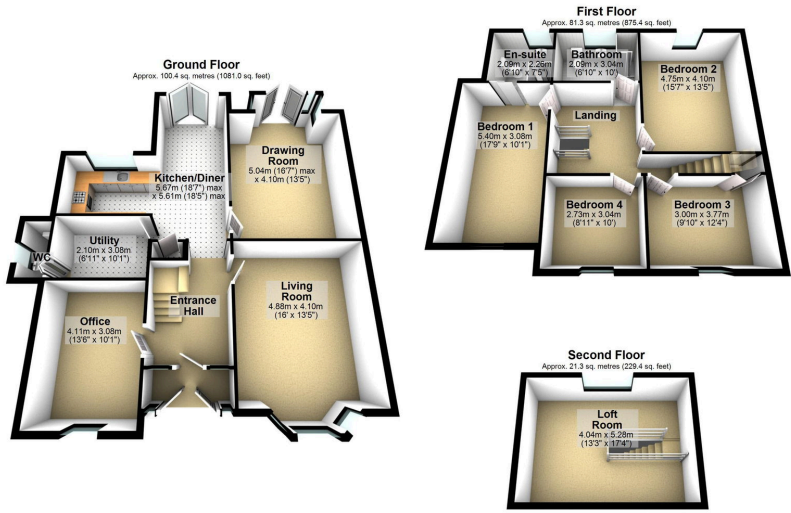 Ground Floor
Approx. 100.4 sq. metres (1081.0 sq. feet)
Drawing
Room
5.04m (16'7") max
x 4.10m (13'5")
Kitchen/Diner
5.67m (18'7") max
x 5.61m (18'5") max
Utility
2.10m x 3.08m
(6'11" x 10'1")
WC
Entrance
Hall
Living
Room
4.88m x 4.10m
(16' x 13'5")
Office
4.11m x 3.08m
(13'6" x 10'1")
First Floor
Approx. 81.3 sq. metres (875.4 sq. feet)
En-suite
2.09m x 2.26m
(6'10" x 7'5")
Bathroom
2.09m x 3.04m
(6'10" x 10')
Bedroom 2
4.75m x 4.10m
(15'7" x 13'5")
Landing
Bedroom 1
5.40m x 3.08m
(17'9" x 10'1")
Bedroom 4
2.73m x 3.04m
(8'11" x 10')
Bedroom 3
3.00m x 3.77m
(9'10" x 12'4")
Second Floor
Approx. 21.3 sq. metres (229.4 sq. feet)
Loft
Room
4.04m x 5.28m
(13'3" x 17'4")